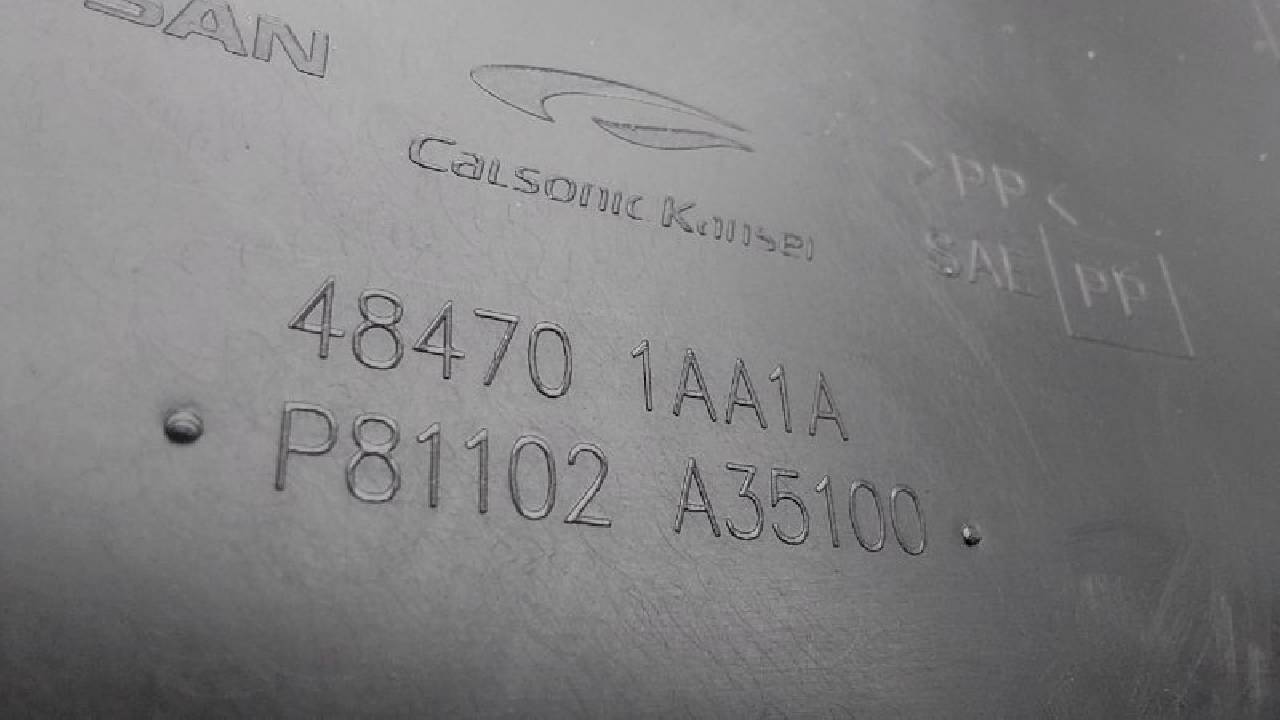 SAN
Calsonic Kansei
>PP<
SAE PP
48470 1AA1A
P81102 A35100